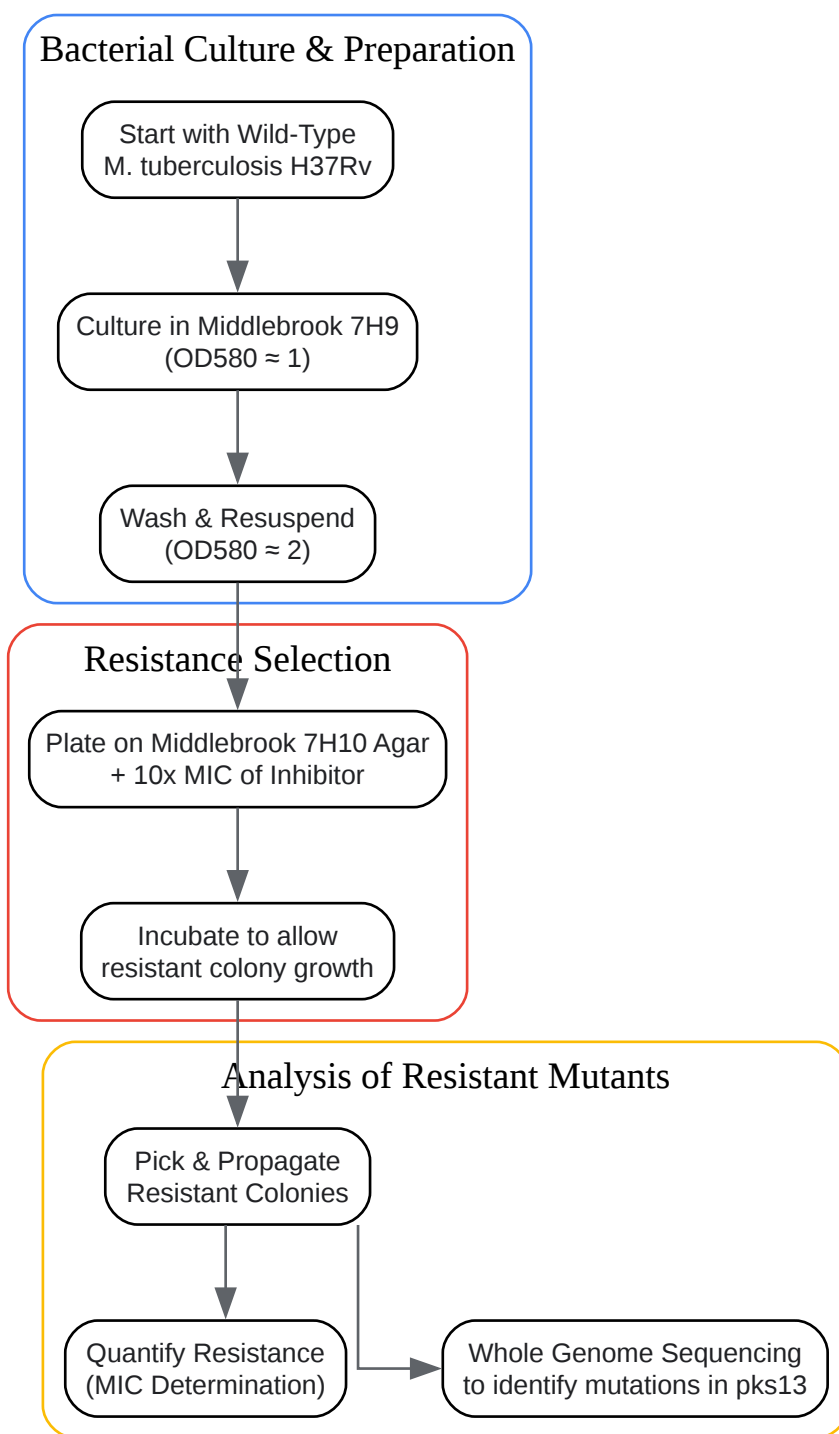 Bacterial Culture & Preparation
Start with Wild-Type
M. tuberculosis H37Rv
Culture in Middlebrook 7H9
(OD580 ≈ 1)
Wash & Resuspend
(OD580 ≈ 2)
Resistance Selection
Plate on Middlebrook 7H10 Agar
+ 10x MIC of Inhibitor
Incubate to allow
resistant colony growth
Analysis of Resistant Mutants
Pick & Propagate
Resistant Colonies
Quantify Resistance
(MIC Determination)
Whole Genome Sequencing
to identify mutations in pks13